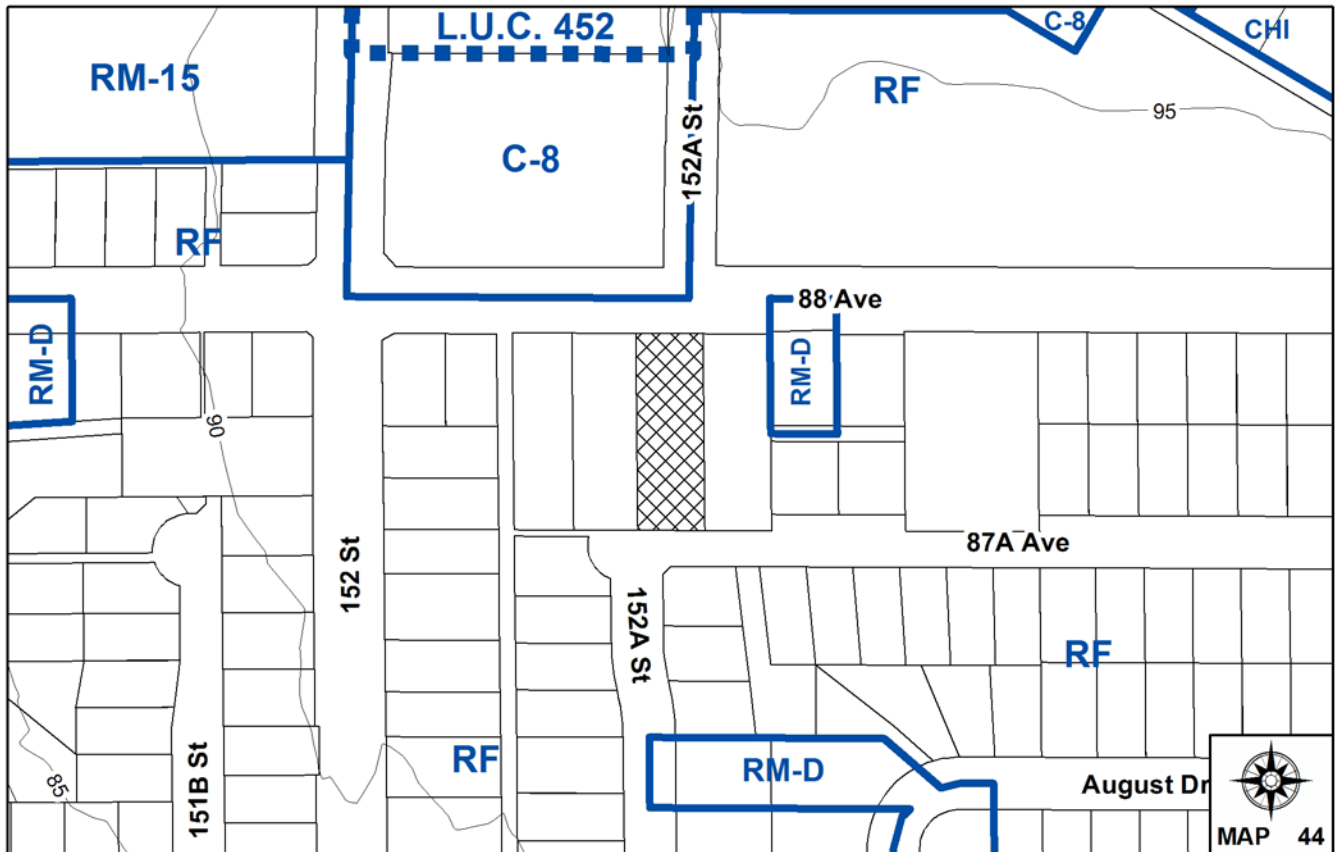 L.U.C. 452
C-8
CHI
RM-15
RF
95
152A St
C-8
RF
88 Ave
RM-D
RM-D
90
87A Ave
152 St
152A St
RF
151B St
RF
RM-D
85
August Dr
MAP 44